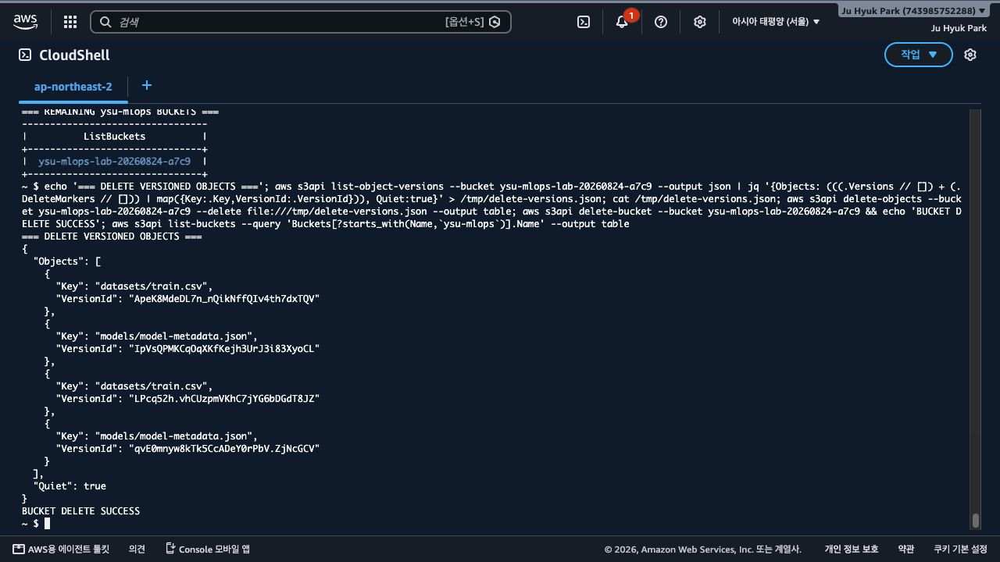 aws
검색
[옵션+S]
1
아시아 태평양 (서울) ▼
Ju Hyuk Park (743985752288) ▼
Ju Hyuk Park
CloudShell
작업 ▼
ap-northeast-2
+
=== REMAINING ysu-mlops BUCKETS ===
---------------------------------
|          ListBuckets          |
+-------------------------------+
|  ysu-mlops-lab-20260824-a7c9  |
+-------------------------------+
~ $ echo '=== DELETE VERSIONED OBJECTS ==='; aws s3api list-object-versions --bucket ysu-mlops-lab-20260824-a7c9 --output json | jq '{Objects: (((.Versions // []) + (.
DeleteMarkers // [])) | map({Key:.Key,VersionId:.VersionId})), Quiet:true}' > /tmp/delete-versions.json; cat /tmp/delete-versions.json; aws s3api delete-objects --buck
et ysu-mlops-lab-20260824-a7c9 --delete file:///tmp/delete-versions.json --output table; aws s3api delete-bucket --bucket ysu-mlops-lab-20260824-a7c9 && echo 'BUCKET D
ELETE SUCCESS'; aws s3api list-buckets --query 'Buckets[?starts_with(Name,`ysu-mlops`)].Name' --output table
=== DELETE VERSIONED OBJECTS ===
{
  "Objects": [
    {
      "Key": "datasets/train.csv",
      "VersionId": "ApeK8MdeDL7n_nQikNffQIv4th7dxTQV"
    },
    {
      "Key": "models/model-metadata.json",
      "VersionId": "IpVsQPMKCqOqXKfKejh3UrJ3i83XyoCL"
    },
    {
      "Key": "datasets/train.csv",
      "VersionId": "LPcq52h.vhCUzpmVKhC7jYG6bDGdT8JZ"
    },
    {
      "Key": "models/model-metadata.json",
      "VersionId": "qvE0mnyw8kTk5CcADeY0rPbV.ZjNcGCV"
    }
  ],
  "Quiet": true
}
BUCKET DELETE SUCCESS
~ $
AWS용 에이전트 툴킷
의견
Console 모바일 앱
© 2026, Amazon Web Services, Inc. 또는 계열사.
개인 정보 보호
약관
쿠키 기본 설정